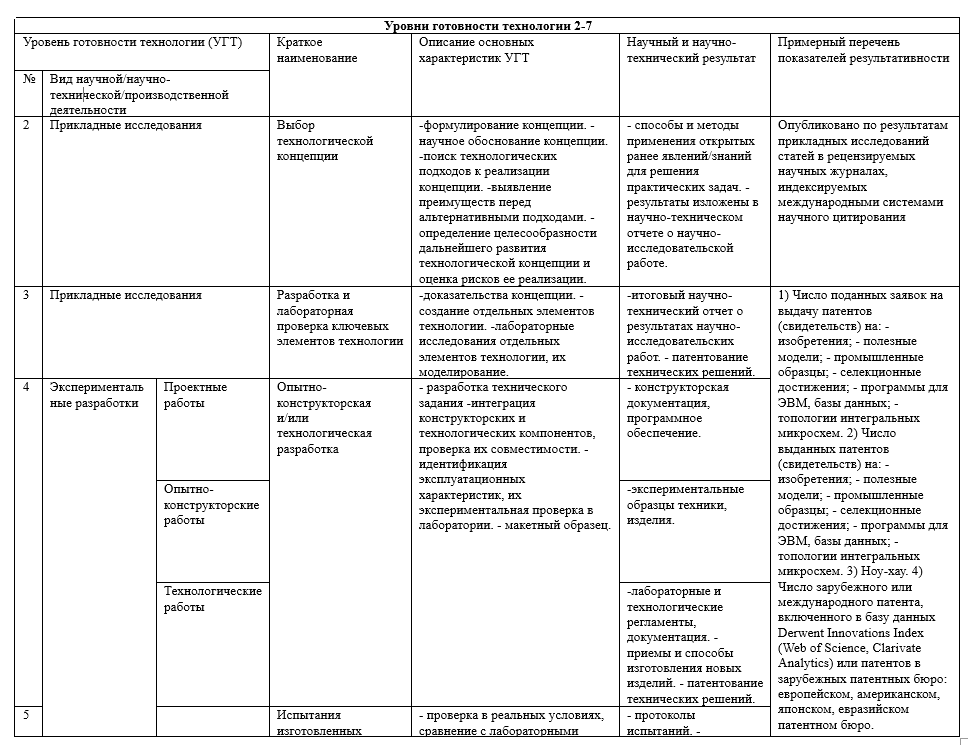 Уровни готовности технологии 2-7
Уровень готовности технологии (УГТ)
Краткое
наименование
Описание основных
характеристик УГТ
Научный и научно-
технический результат
Примерный перечень
показателей результативности
№
Вид научной/научно-
технической/производственной
деятельности
2
Прикладные исследования
Выбор
технологической
концепции
-формулирование концепции. -
научное обоснование концепции.
-поиск технологических
подходов к реализации
концепции. -выявление
преимуществ перед
альтернативными подходами. -
определение целесообразности
дальнейшего развития
технологической концепции и
оценка рисков ее реализации.
- способы и методы
применения открытых
ранее явлений/знаний
для решения
практических задач. -
результаты изложены в
научно-техническом
отчете о научно-
исследовательской
работе.
Опубликовано по результатам
прикладных исследований
статей в рецензируемых
научных журналах,
индексируемых
международными системами
научного цитирования
3
Прикладные исследования
Разработка и
лабораторная
проверка ключевых
элементов технологии
-доказательства концепции. -
создание отдельных элементов
технологии. -лабораторные
исследования отдельных
элементов технологии, их
моделирование.
-итоговый научно-
технический отчет о
результатах научно-
исследовательских
работ. - патентование
технических решений.
1) Число поданных заявок на
выдачу патентов
(свидетельств) на: -
изобретения; - полезные
модели; - промышленные
образцы; - селекционные
достижения; - программы для
ЭВМ, базы данных; -
топологии интегральных
микросхем. 2) Число
выданных патентов
(свидетельств) на: -
изобретения; - полезные
модели; - промышленные
образцы; - селекционные
достижения; - программы для
ЭВМ, базы данных; -
топологии интегральных
микросхем. 3) Ноу-хау. 4)
Число зарубежного или
международного патента,
включенного в базу данных
Derwent Innovations Index
(Web of Science, Clarivate
Analytics) или патентов в
зарубежных патентных бюро:
европейском, американском,
японском, евразийском
патентном бюро.
4
Эксперименталь
ные разработки
Проектные
работы
Опытно-
конструкторская
и/или
технологическая
разработка
- разработка технического
задания -интеграция
конструкторских и
технологических компонентов,
проверка их совместимости. -
идентификация
эксплуатационных
характеристик, их
экспериментальная проверка в
лаборатории. - макетный образец.
- конструкторская
документация,
программное
обеспечение.
Опытно-
конструкторские
работы
-экспериментальные
образцы техники,
изделия.
Технологические
работы
-лабораторные и
технологические
регламенты,
документация. -
приемы и способы
изготовления новых
изделий. - патентование
технических решений.
5
Испытания
изготовленных
- проверка в реальных условиях,
сравнение с лабораторными
- протоколы
испытаний. -